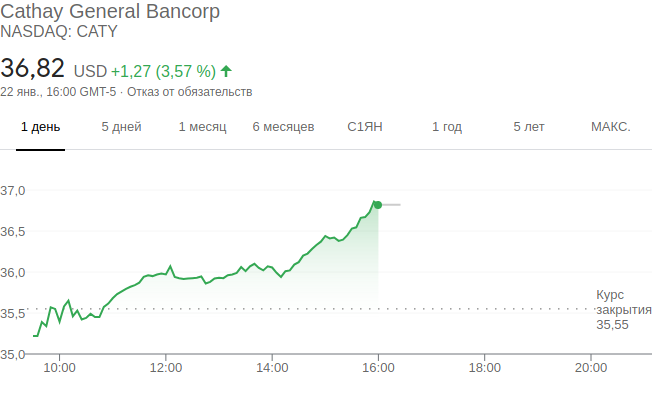 Cathay General Bancorp
NASDAQ: CATY
36,82 USD +1,27 (3,57 %)
22 янв., 16:00 GMT-5 · Отказ от обязательств
1 день 5 дней 1 месяц 6 месяцев С1ЯН 1 год 5 лет МАКС.
37,0
36,5
36,0
35,5
35,0
Курс
закрытия
35,55
10:00 12:00 14:00 16:00 18:00 20:00